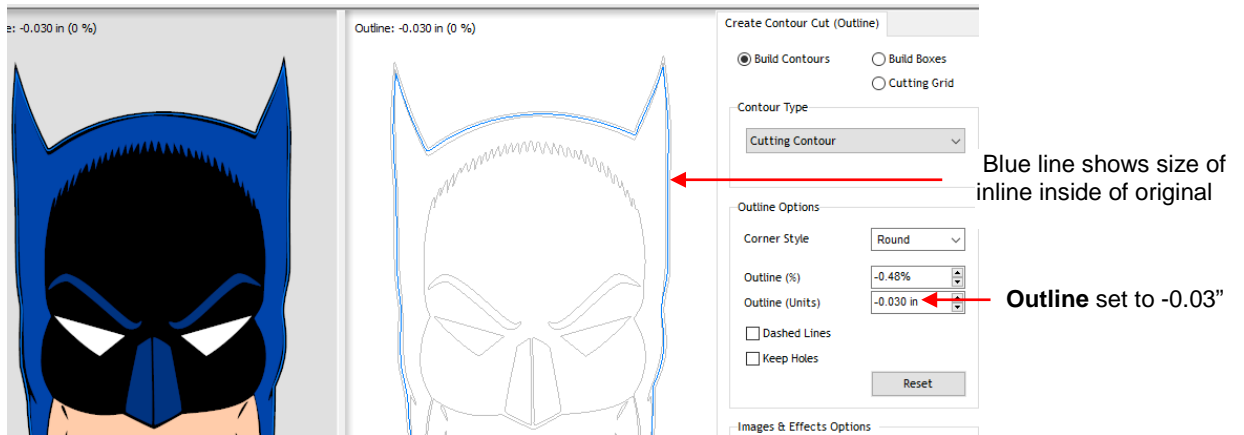 e: -0.030 in (0 %)
Outline: -0.030 in (0 %)
Create Contour Cut (Outline)
Build Contours
Build Boxes
Cutting Grid
Contour Type
Cutting Contour
Blue line shows size of
inline inside of original
Outline Options
Corner Style
Round
Outline (%)
-0.48%
Outline (Units)
-0.030 in
Outline set to -0.03”
Dashed Lines
Keep Holes
Reset
Images & Effects Options